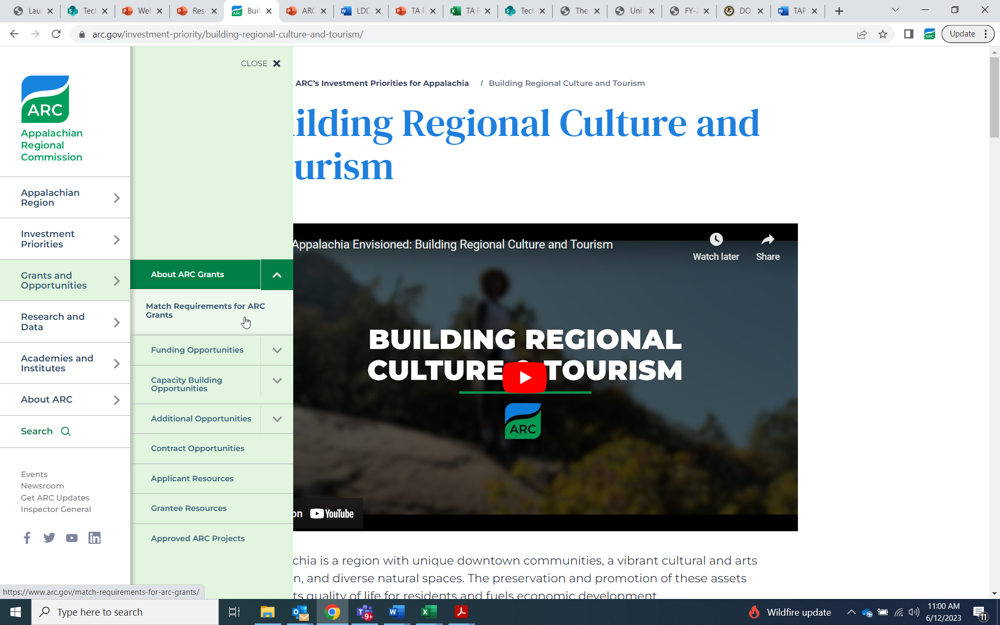 Tech
Rese
Buil
ARC
LDD
TA F
TA F
Tech
The
Unit
FY-2
DO
TAP
arc.gov/investment-priority/building-regional-culture-and-tourism/
Update
ARC
Appalachian
Regional
Commission
Appalachian
Region
Investment
Priorities
Grants and
Opportunities
Research and
Data
Academies and
Institutes
About ARC
Search
Events
Newsroom
Get ARC Updates
Inspector General
CLOSE
About ARC Grants
Match Requirements for ARC
Grants
Funding Opportunities
Capacity Building
Opportunities
Additional Opportunities
Contract Opportunities
Applicant Resources
Grantee Resources
Approved ARC Projects
ARC's Investment Priorities for Appalachia / Building Regional Culture and Tourism
ilding Regional Culture and
urism
Appalachia Envisioned: Building Regional Culture and Tourism
Watch later
Share
BUILDING REGIONAL
CULTURE & TOURISM
ARC
on YouTube
chia is a region with unique downtown communities, a vibrant cultural and arts
n, and diverse natural spaces. The preservation and promotion of these assets
ts quality of life for residents and fuels economic development
https://www.arc.gov/match-requirements-for-arc-grants/
Type here to search
9+
Wildfire update
11:00 AM
6/12/2023
11